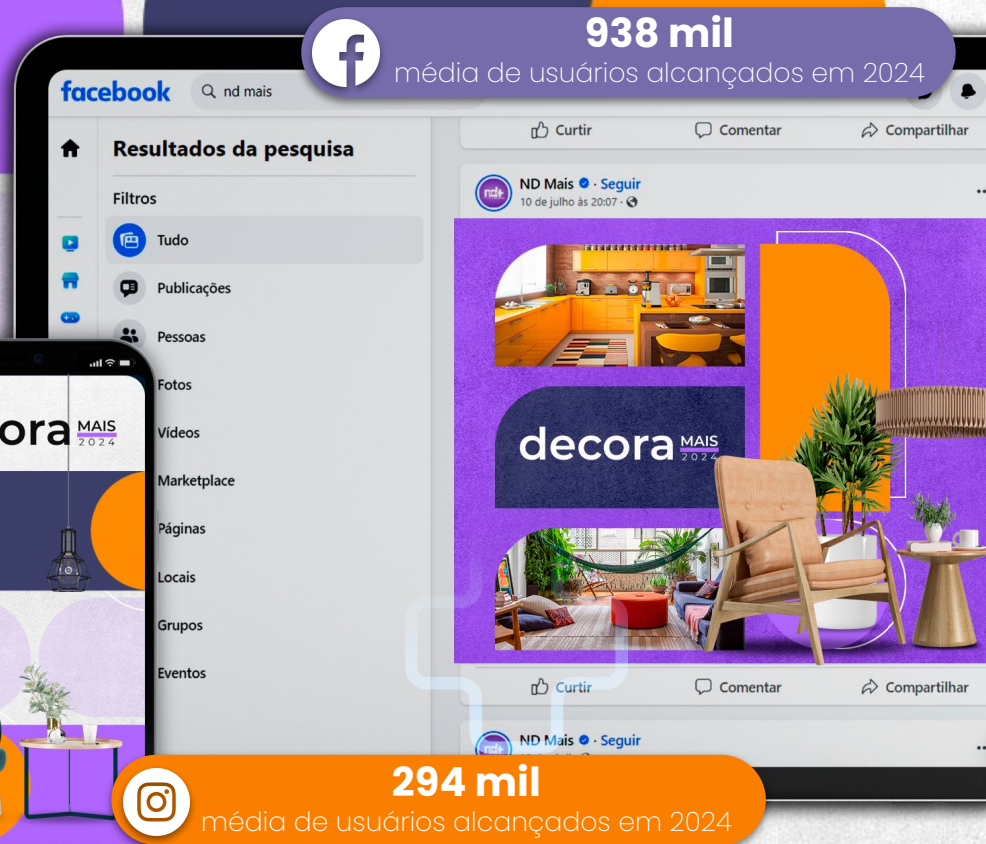 938 mil
média de usuários alcançados em 2024
facebook
nd mais
Curtir
Comentar
Compartilhar
Resultados da pesquisa
Filtros
Tudo
Publicações
Pessoas
Fotos
Vídeos
Marketplace
Páginas
Locais
Grupos
Eventos
nd+
ND Mais · Seguir
10 de julho às 20:07 ·
decora MAIS
2024
Curtir
Comentar
Compartilhar
nd+
ND Mais · Seguir
ora MAIS
2024
294 mil
média de usuários alcançados em 2024